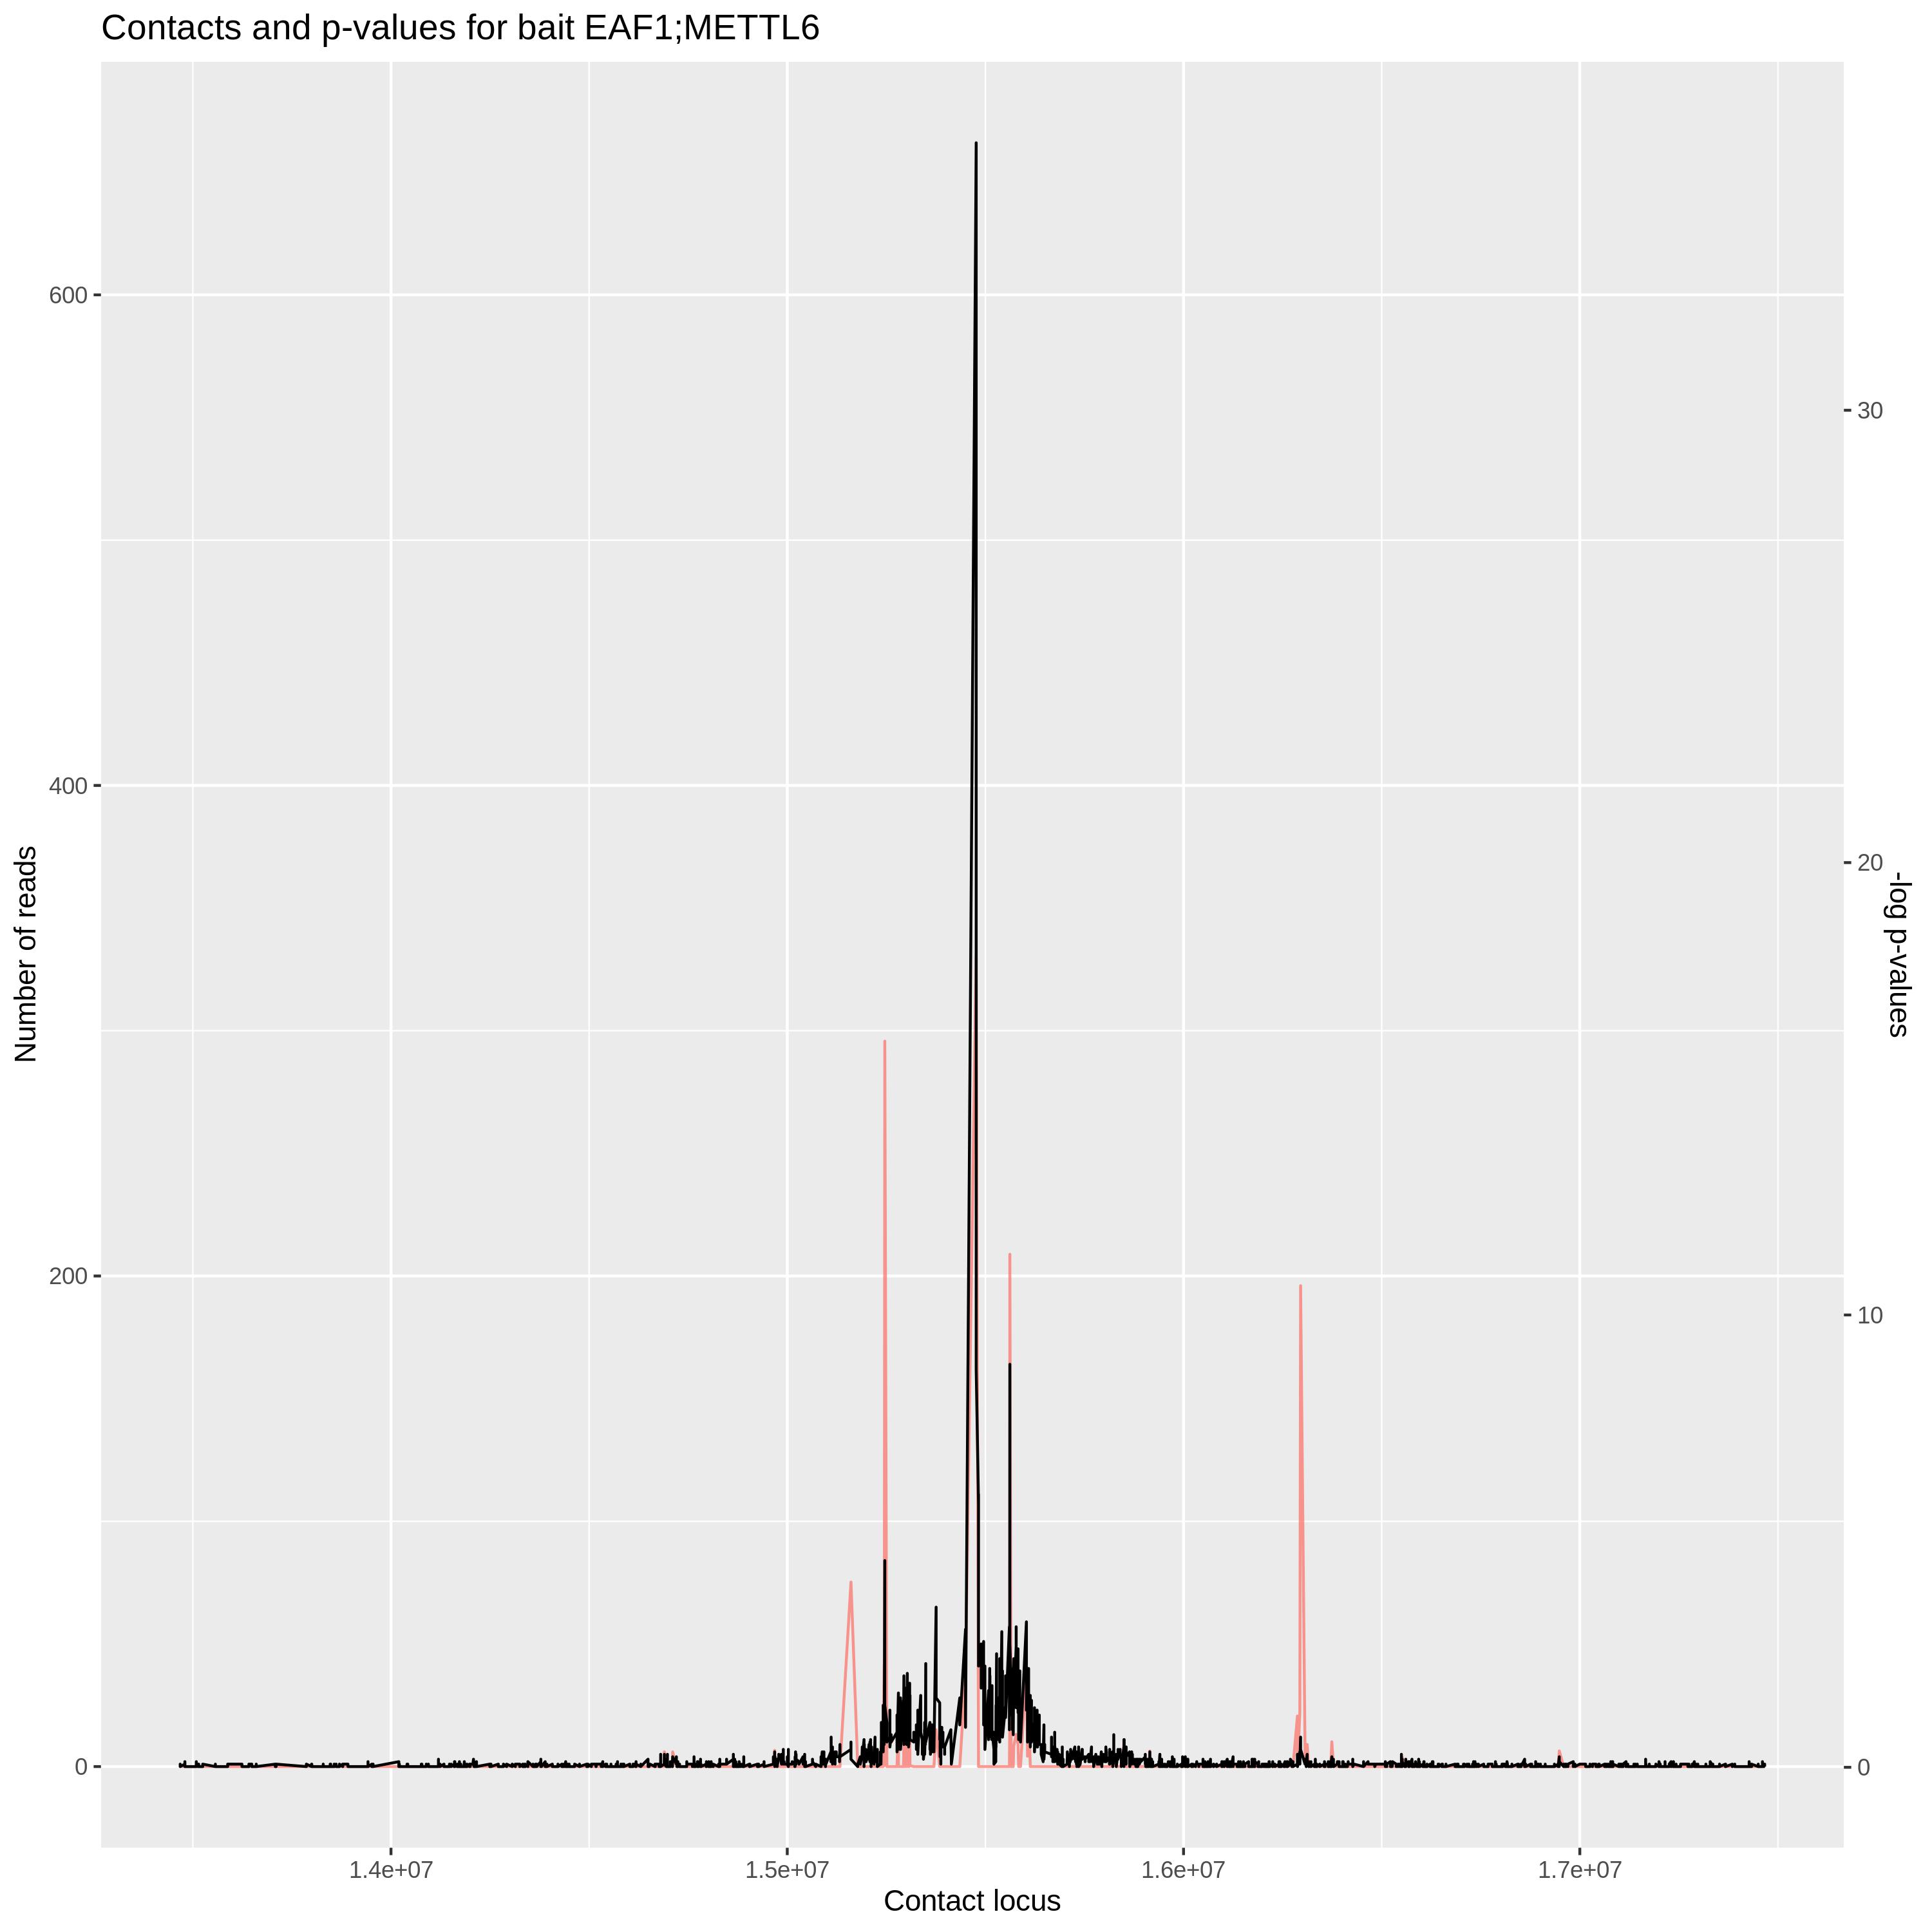 Contacts and p-values for bait EAF1;METTL6
600
400
200
0
Number of reads
30
20
10
0
-log p-values
1.4e+07
1.5e+07
1.6e+07
1.7e+07
Contact locus